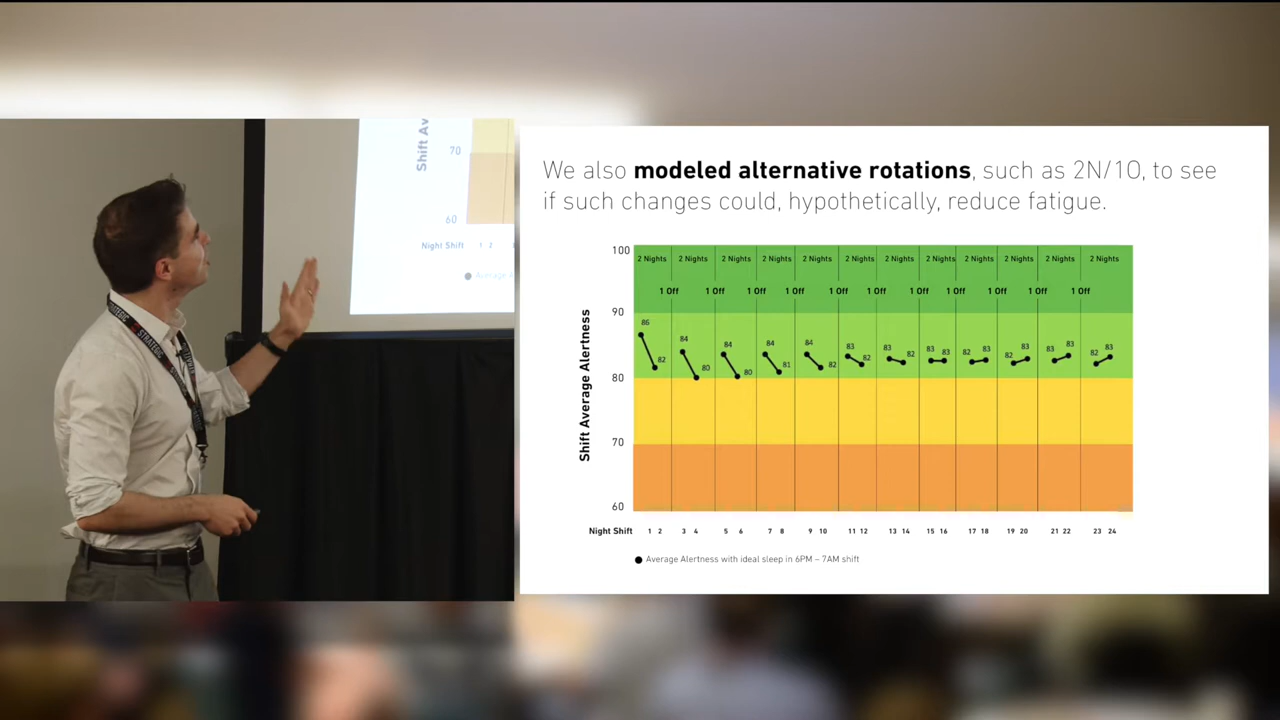 Shift Av
70
60
Night Shift 1 2
Average A
STRATEGIC
We also modeled alternative rotations, such as 2N/1O, to see
if such changes could, hypothetically, reduce fatigue.
Shift Average Alertness
100
90
80
70
60
2 Nights 2 Nights 2 Nights 2 Nights 2 Nights 2 Nights 2 Nights 2 Nights 2 Nights 2 Nights 2 Nights 2 Nights
1 Off 1 Off 1 Off 1 Off 1 Off 1 Off 1 Off 1 Off 1 Off 1 Off 1 Off
86 82 84 80 84 80 84 81 84 82 83 82 83 82 83 83 82 83 82 83 83 83 82 83
Night Shift 1 2 3 4 5 6 7 8 9 10 11 12 13 14 15 16 17 18 19 20 21 22 23 24
Average Alertness with ideal sleep in 6PM – 7AM shift